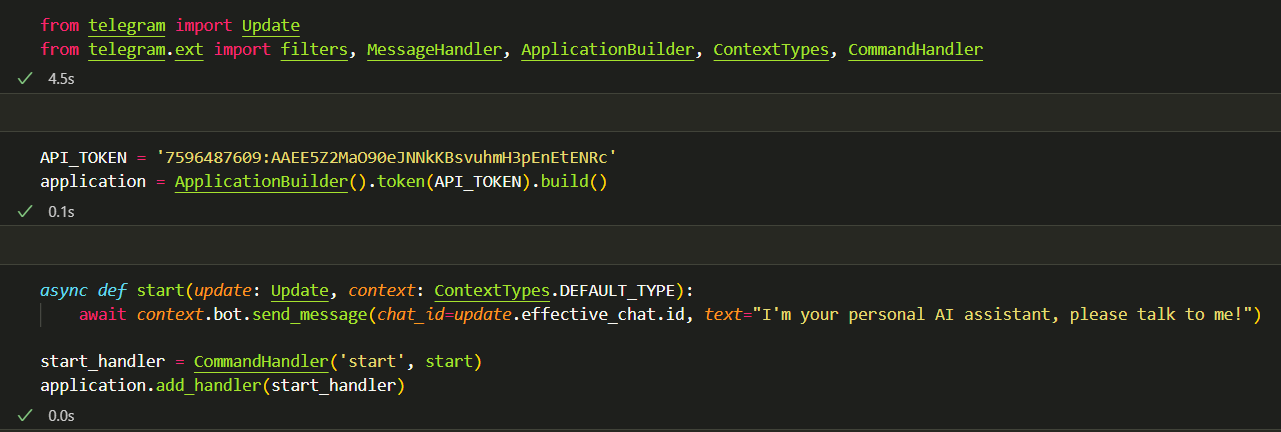 from telegram import Update
from telegram.ext import filters, MessageHandler, ApplicationBuilder, ContextTypes, CommandHandler
4.5s
API_TOKEN = '7596487609:AAEE5Z2MaO90eJNNkKBsvuhmH3pEnEtENRc'
application = ApplicationBuilder().token(API_TOKEN).build()
0.1s
async def start(update: Update, context: ContextTypes.DEFAULT_TYPE):
    await context.bot.send_message(chat_id=update.effective_chat.id, text="I'm your personal AI assistant, please talk to me!")
start_handler = CommandHandler('start', start)
application.add_handler(start_handler)
0.0s